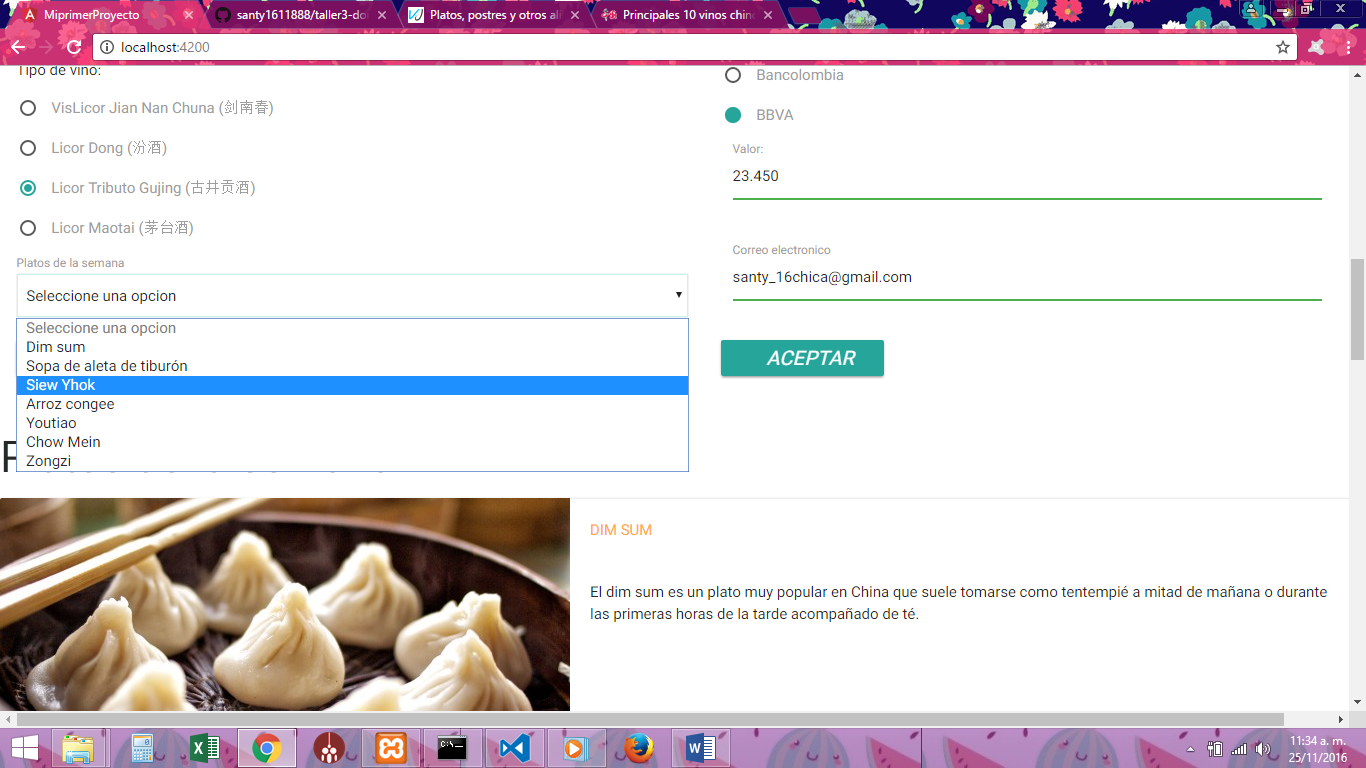 MiprimerProyecto
santy1611888/taller3-do
Platos, postres y otros al
Principales 10 vinos chin
localhost:4200
Tipo de vino:
VisLicor Jian Nan Chuna (剑南春)
Licor Dong (汾酒)
Licor Tributo Gujing (古井贡酒)
Licor Maotai (茅台酒)
Platos de la semana
Seleccione una opcion
Seleccione una opcion
Dim sum
Sopa de aleta de tiburón
Siew Yhok
Arroz congee
Youtiao
Chow Mein
Zongzi
Bancolombia
BBVA
Valor:
23.450
Correo electronico
santy_16chica@gmail.com
ACEPTAR
DIM SUM
El dim sum es un plato muy popular en China que suele tomarse como tentempié a mitad de mañana o durante
las primeras horas de la tarde acompañado de té.
11:34 a. m.
25/11/2016